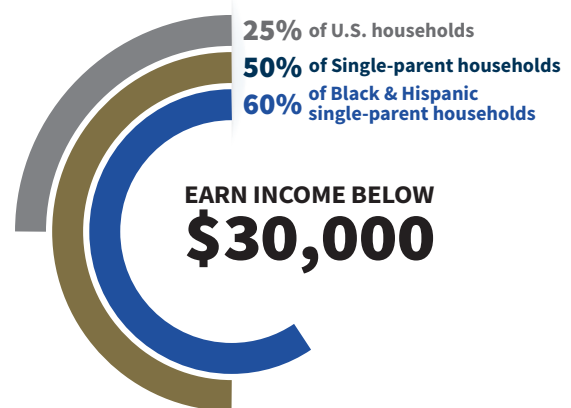 25% of U.S. households
50% of Single-parent households
60% of Black & Hispanic
single-parent households
EARN INCOME BELOW
$30,000